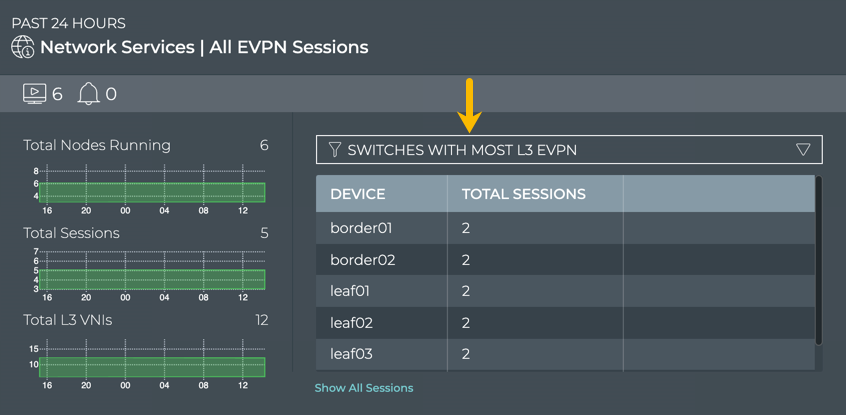 PAST 24 HOURS
Network Services | All EVPN Sessions
6 0
Total Nodes Running 6
8
6
4
16 20 00 04 08 12
Total Sessions 5
7
6
5
4
3
16 20 00 04 08 12
Total L3 VNIs 12
15
10
16 20 00 04 08 12
SWITCHES WITH MOST L3 EVPN
DEVICE TOTAL SESSIONS
border01 2
border02 2
leaf01 2
leaf02 2
leaf03 2
Show All Sessions